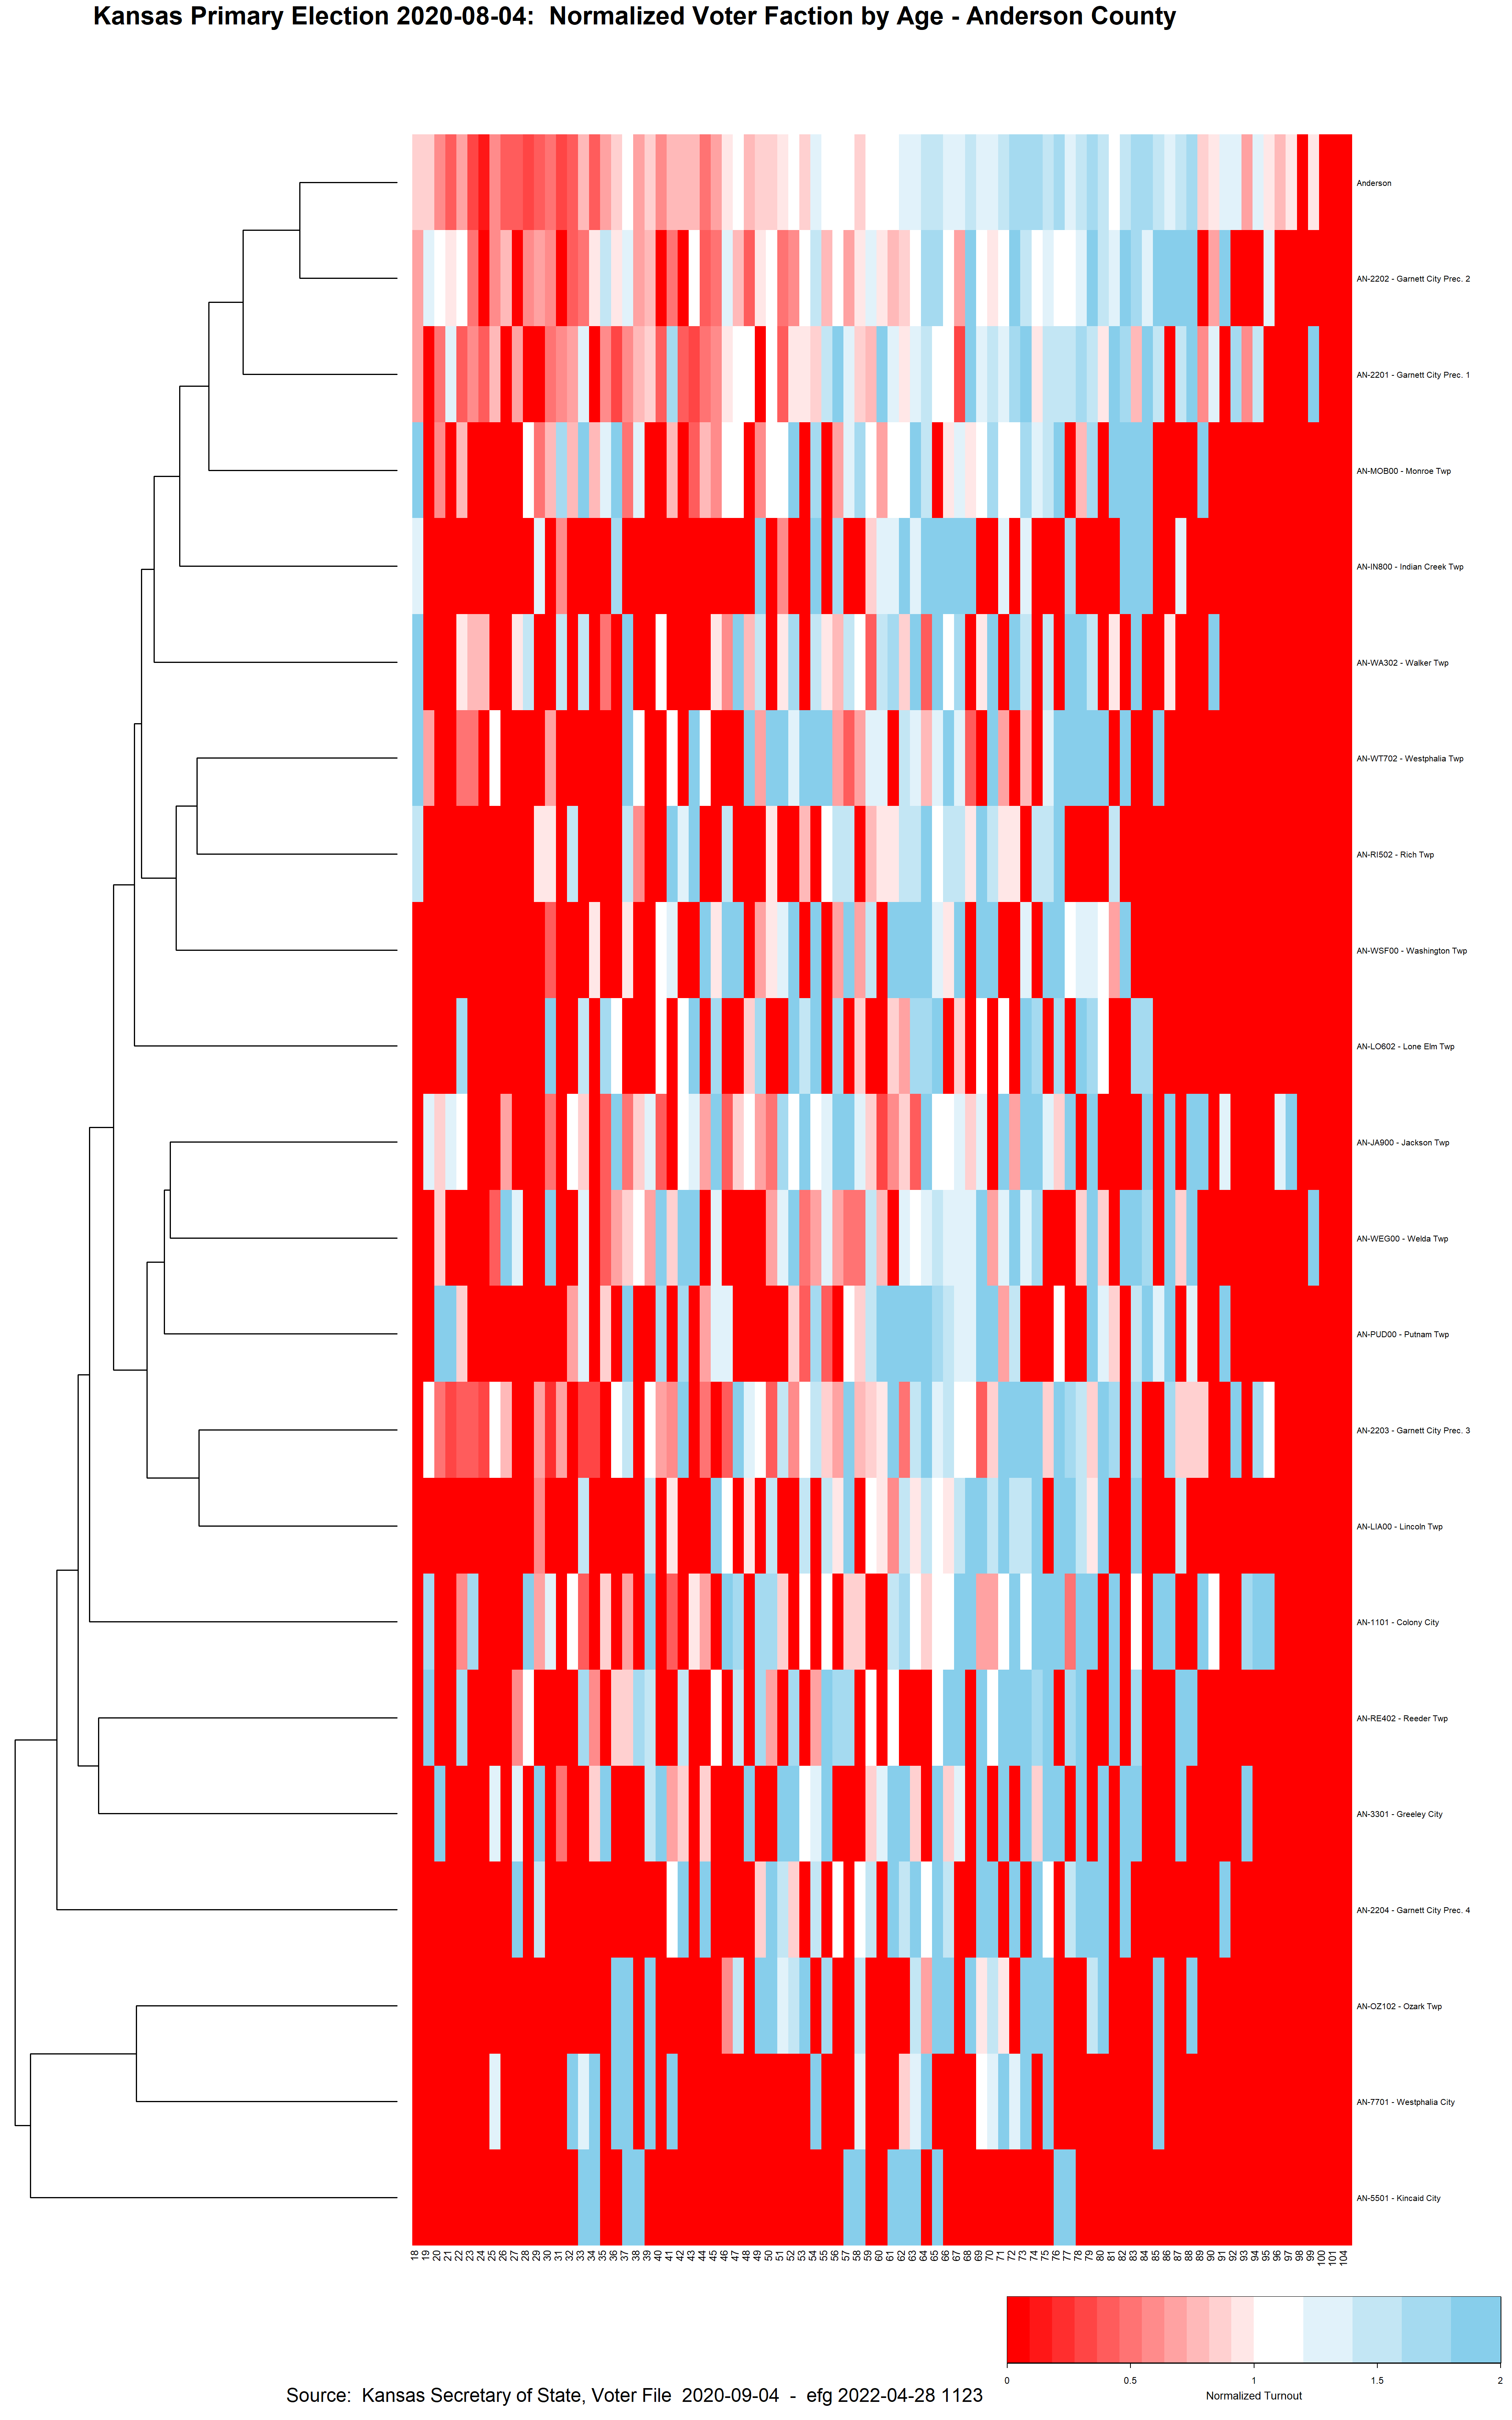 Kansas Primary Election 2020-08-04:  Normalized Voter Faction by Age - Anderson County
Anderson
AN-2202 - Garnett City Prec. 2
AN-2201 - Garnett City Prec. 1
AN-MOB00 - Monroe Twp
AN-IN800 - Indian Creek Twp
AN-WA302 - Walker Twp
AN-WT702 - Westphalia Twp
AN-RI502 - Rich Twp
AN-WSF00 - Washington Twp
AN-LO602 - Lone Elm Twp
AN-JA900 - Jackson Twp
AN-WEG00 - Welda Twp
AN-PUD00 - Putnam Twp
AN-2203 - Garnett City Prec. 3
AN-LIA00 - Lincoln Twp
AN-1101 - Colony City
AN-RE402 - Reeder Twp
AN-3301 - Greeley City
AN-2204 - Garnett City Prec. 4
AN-OZ102 - Ozark Twp
AN-7701 - Westphalia City
AN-5501 - Kincaid City
18 19 20 21 22 23 24 25 26 27 28 29 30 31 32 33 34 35 36 37 38 39 40 41 42 43 44 45 46 47 48 49 50 51 52 53 54 55 56 57 58 59 60 61 62 63 64 65 66 67 68 69 70 71 72 73 74 75 76 77 78 79 80 81 82 83 84 85 86 87 88 89 90 91 92 93 94 95 96 97 98 99 100 101 104
0 0.5 1 1.5 2
Normalized Turnout
Source:  Kansas Secretary of State, Voter File  2020-09-04  -  efg 2022-04-28 1123